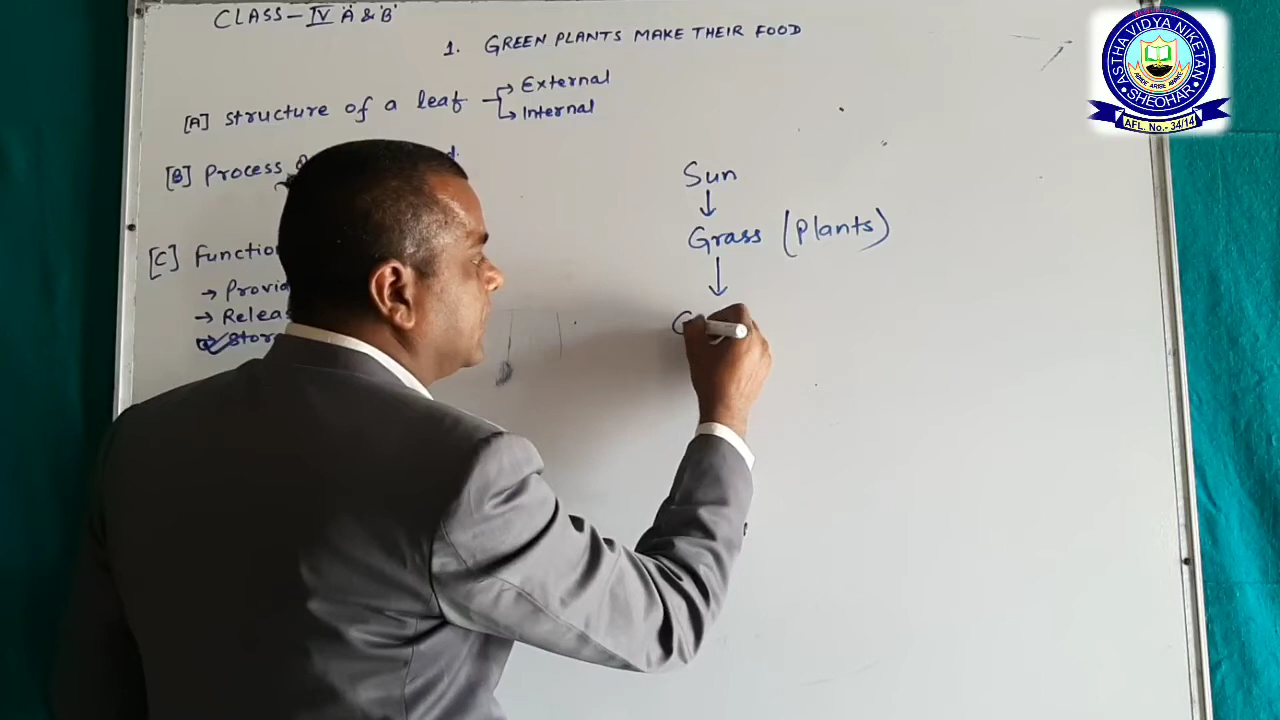 CLASS-IV 'A' & 'B'
1. GREEN PLANTS MAKE THEIR FOOD
[A] Structure of a leaf → External
→ Internal
[B] Process
[C] Function
→ Provid
→ Releas
→ Stor
Sun
↓
Grass (Plants)
↓
G
ASTHA VIDYA NIKETAN
SHEOHAR
AFL. No.- 34/14